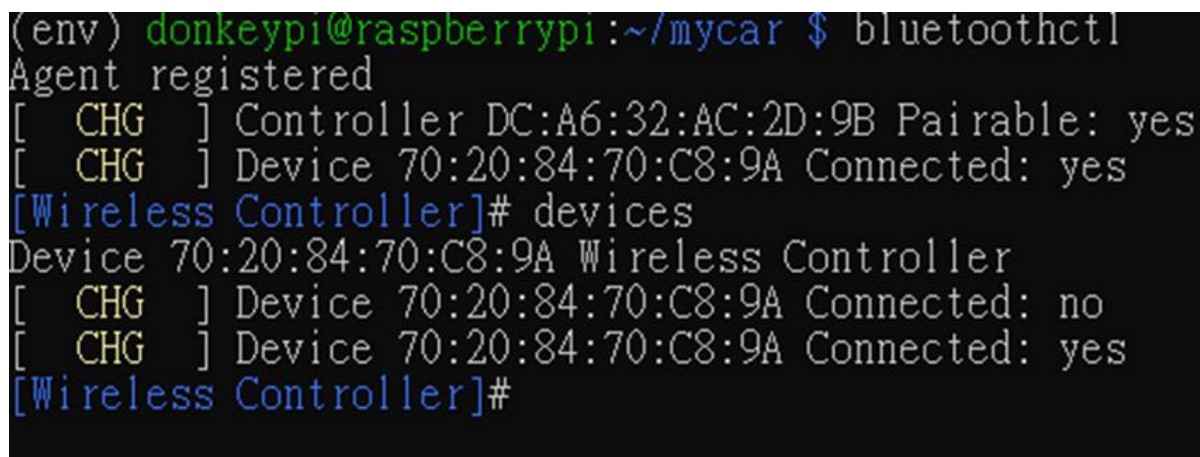 (env) donkeypi@raspberrypi:~/mycar $ bluetoothctl
Agent registered
[ CHG ] Controller DC:A6:32:AC:2D:9B Pairable: yes
[ CHG ] Device 70:20:84:70:C8:9A Connected: yes
[Wireless Controller]# devices
Device 70:20:84:70:C8:9A Wireless Controller
[ CHG ] Device 70:20:84:70:C8:9A Connected: no
[ CHG ] Device 70:20:84:70:C8:9A Connected: yes
[Wireless Controller]#